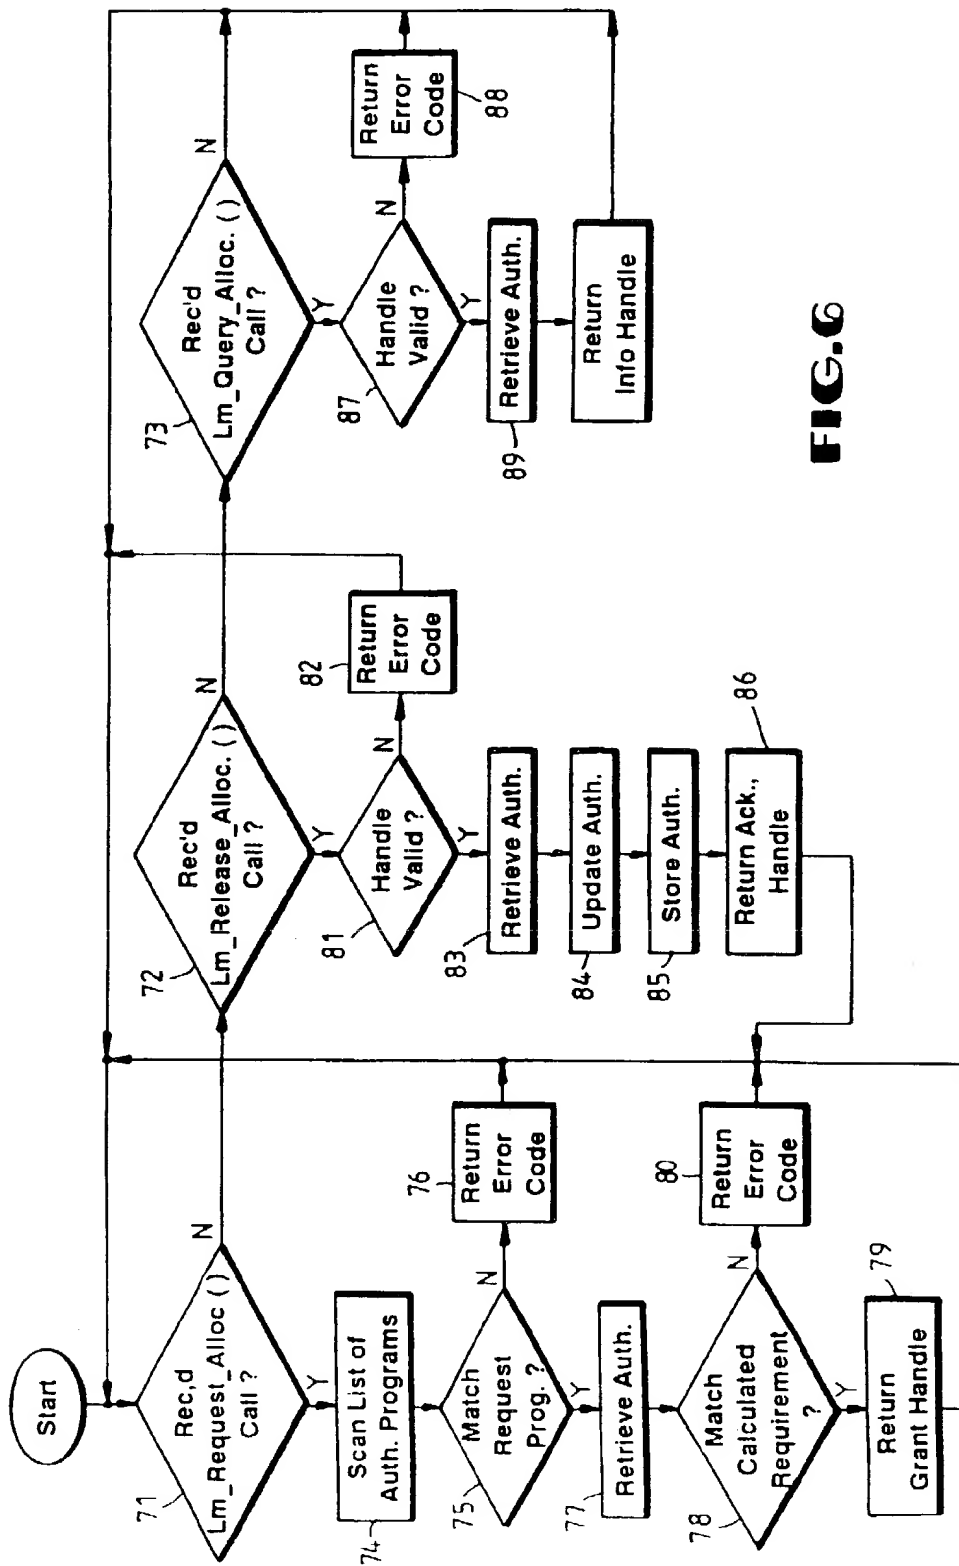 Start
71
Rec,d
Lm_Request_Alloc ( )
Call ?
N
Y
74
Scan List of
Auth. Programs
75
Match
Request
Prog. ?
N
76
Return
Error
Code
Y
77
Retrieve Auth.
78
Match
Calculated
Requirement
?
N
80
Return
Error
Code
Y
79
Return
Grant Handle
72
Rec'd
Lm_Release_Alloc. ( )
Call ?
N
Y
81
Handle
Valid ?
N
82
Return
Error
Code
Y
83
Retrieve Auth.
84
Update Auth.
85
Store Auth.
86
Return Ack.,
Handle
73
Rec'd
Lm_Query_Alloc. ( )
Call ?
N
Y
87
Handle
Valid ?
N
88
Return
Error
Code
Y
89
Retrieve Auth.
Return
Info Handle
FIG.6